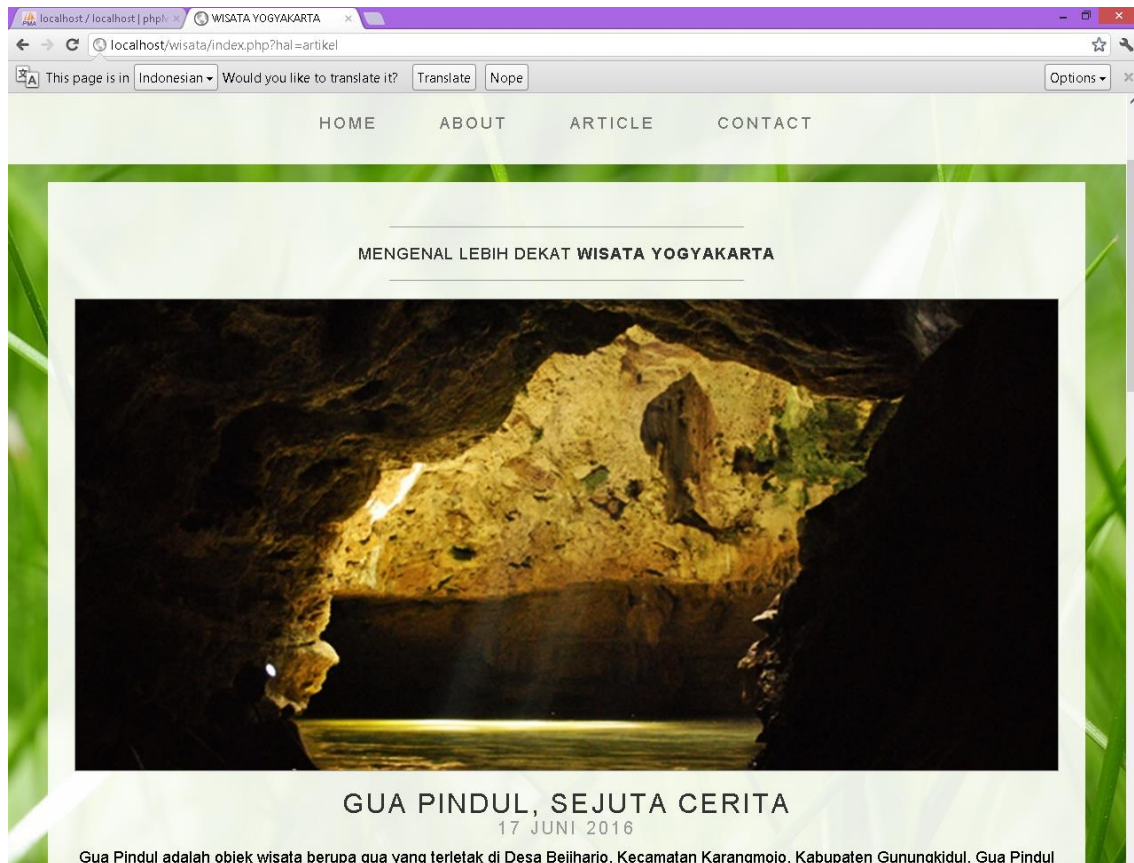 localhost / localhost | phpM
WISATA YOGYAKARTA
localhost/wisata/index.php?hal=artikel
This page is in Indonesian Would you like to translate it? Translate Nope Options
HOME ABOUT ARTICLE CONTACT
MENGENAL LEBIH DEKAT WISATA YOGYAKARTA
GUA PINDUL, SEJUTA CERITA
17 JUNI 2016
Gua Pindul adalah objek wisata berupa gua yang terletak di Desa Bejiharjo, Kecamatan Karangmojo, Kabupaten Gunungkidul. Gua Pindul